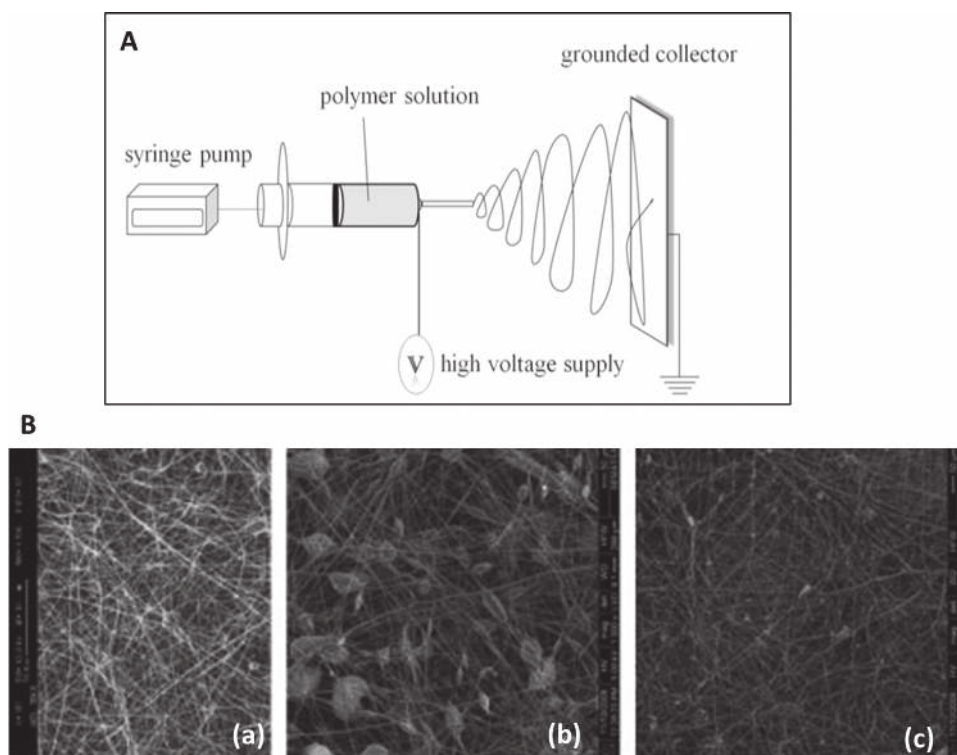 A
grounded collector
polymer solution
syringe pump
V
high voltage supply
B
(a)
(b)
(c)